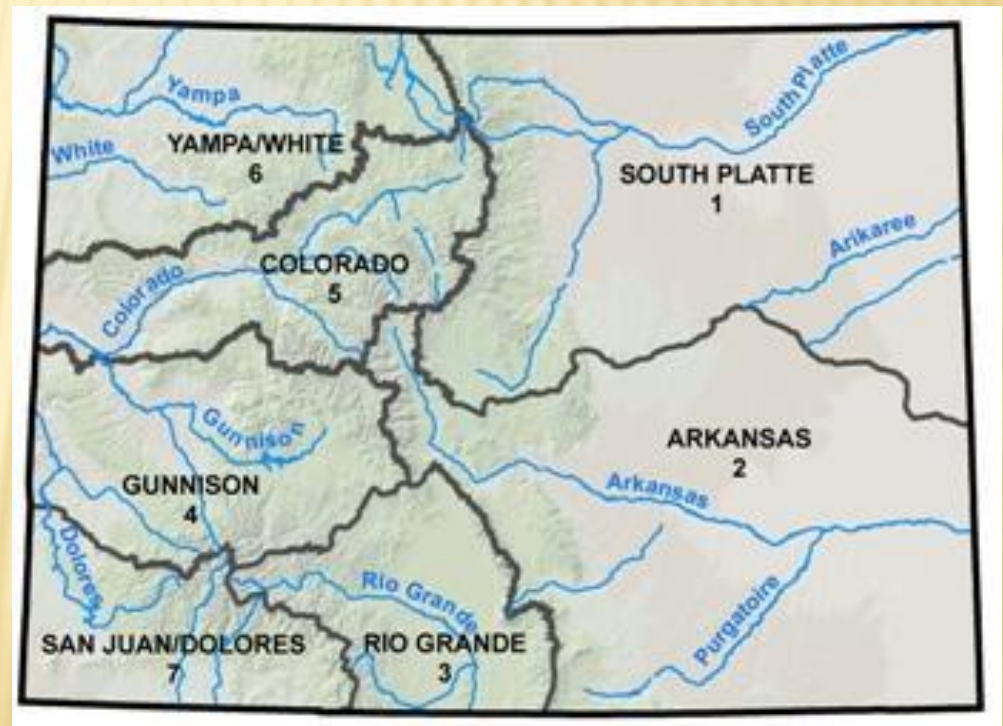 Yampa
South Platte
YAMPA/WHITE
6
White
SOUTH PLATTE
1
Arikaree
COLORADO
5
Colorado
Gunnison
ARKANSAS
2
GUNNISON
4
Arkansas
Dolores
Rio Grande
Purgatoire
SAN JUAN/DOLORES
7
RIO GRANDE
3